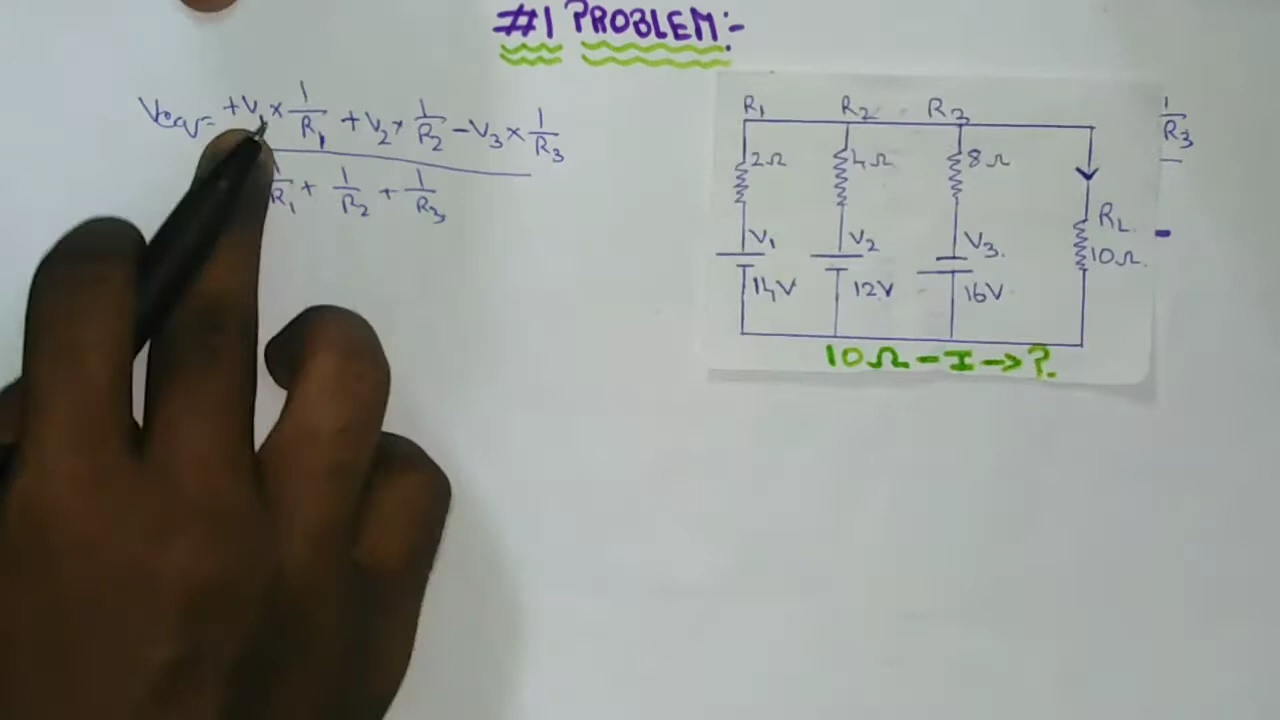 #1 PROBLEM:-
Veq = +V1 × 1/R1 + V2 × 1/R2 - V3 × 1/R3
1/R1 + 1/R2 + 1/R3
1/R3
R1 R2 R3
2Ω 4Ω 8Ω
RL
10Ω.
V1 V2 V3.
14V 12V 16V
10Ω - I -> ?.